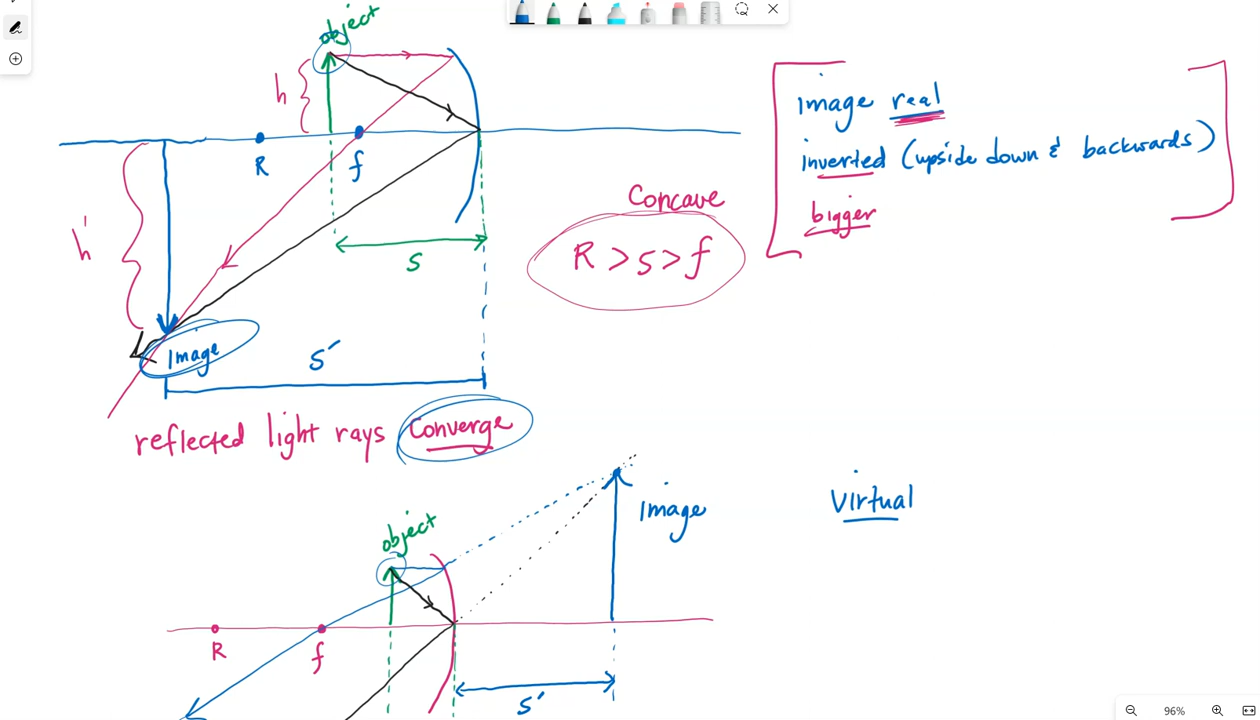 object
h
R
f
h'
S
Image
S'
Concave
R > s > f
image real
inverted (upside down & backwards)
bigger
reflected light rays Converge
object
Image
Virtual
R
f
S'
96%